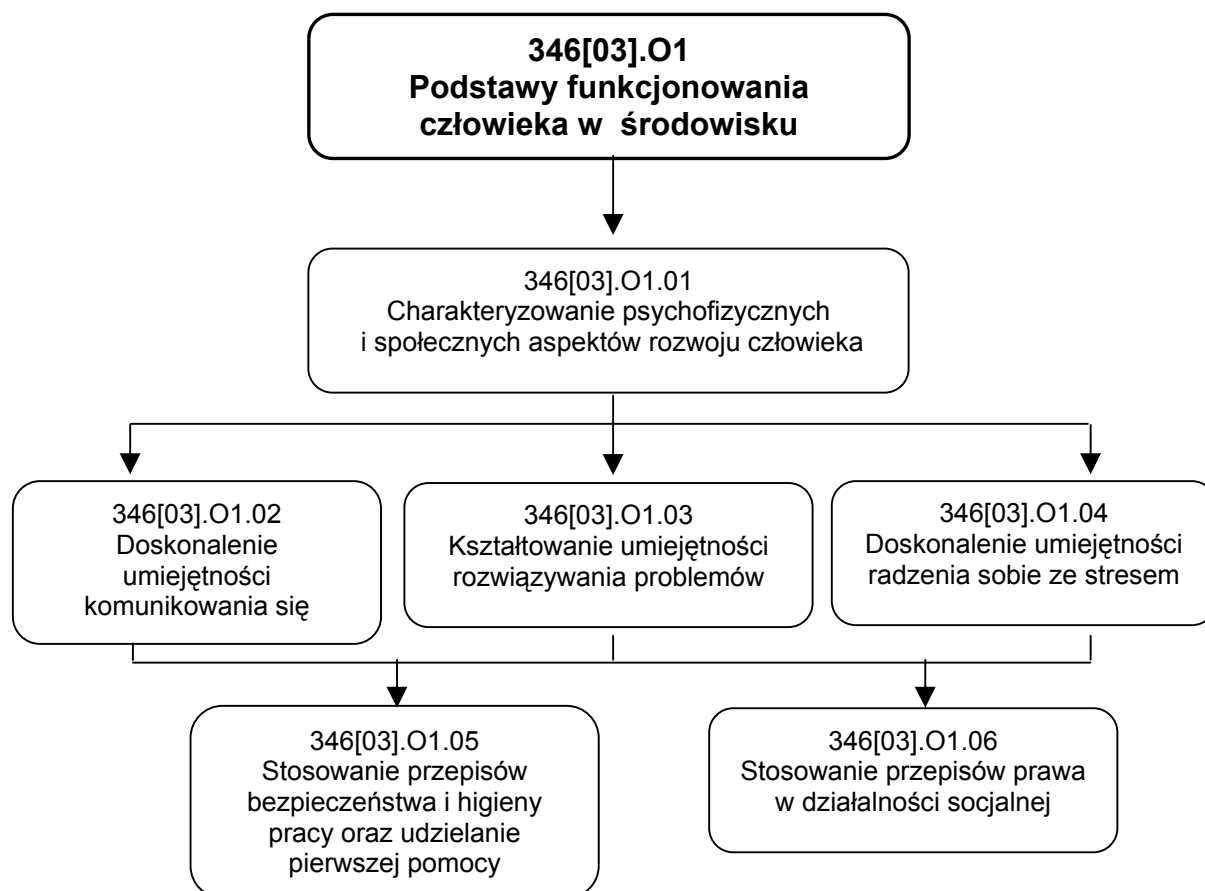 346[03].O1
Podstawy funkcjonowania
człowieka w środowisku
346[03].O1.01
Charakteryzowanie psychofizycznych
i społecznych aspektów rozwoju człowieka
346[03].O1.02
Doskonalenie
umiejętności
komunikowania się
346[03].O1.03
Kształtowanie umiejętności
rozwiązywania problemów
346[03].O1.04
Doskonalenie umiejętności
radzenia sobie ze stresem
346[03].O1.05
Stosowanie przepisów
bezpieczeństwa i higieny
pracy oraz udzielanie
pierwszej pomocy
346[03].O1.06
Stosowanie przepisów prawa
w działalności socjalnej